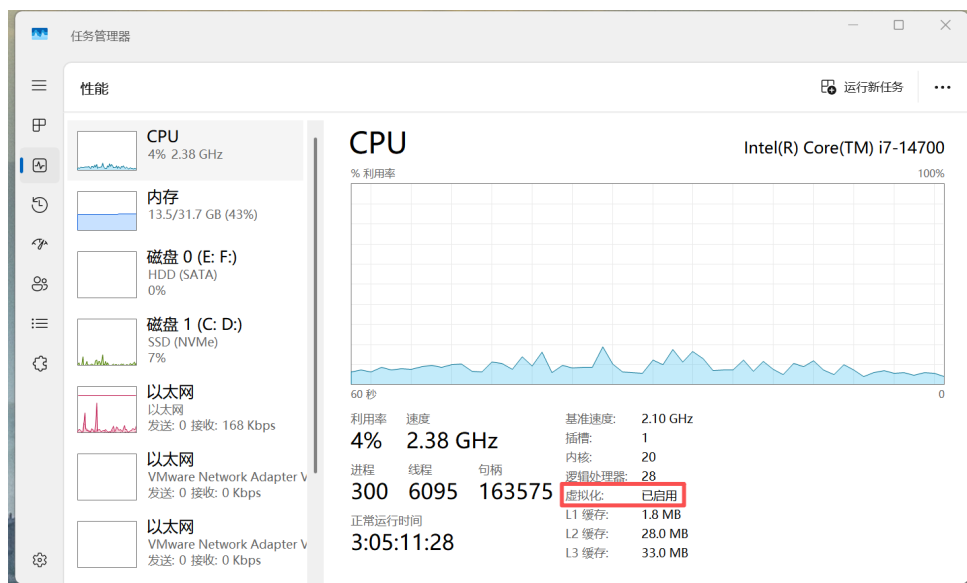 任务管理器
性能
运行新任务
CPU
4% 2.38 GHz
内存
13.5/31.7 GB (43%)
磁盘 0 (E: F:)
HDD (SATA)
0%
磁盘 1 (C: D:)
SSD (NVMe)
7%
以太网
以太网
发送: 0 接收: 168 Kbps
以太网
VMware Network Adapter V
发送: 0 接收: 0 Kbps
以太网
VMware Network Adapter V
发送: 0 接收: 0 Kbps
CPU
Intel(R) Core(TM) i7-14700
% 利用率
100%
60 秒
0
利用率 速度
4% 2.38 GHz
进程 线程 句柄
300 6095 163575
正常运行时间
3:05:11:28
基准速度: 2.10 GHz
插槽: 1
内核: 20
逻辑处理器: 28
虚拟化: 已启用
L1 缓存: 1.8 MB
L2 缓存: 28.0 MB
L3 缓存: 33.0 MB